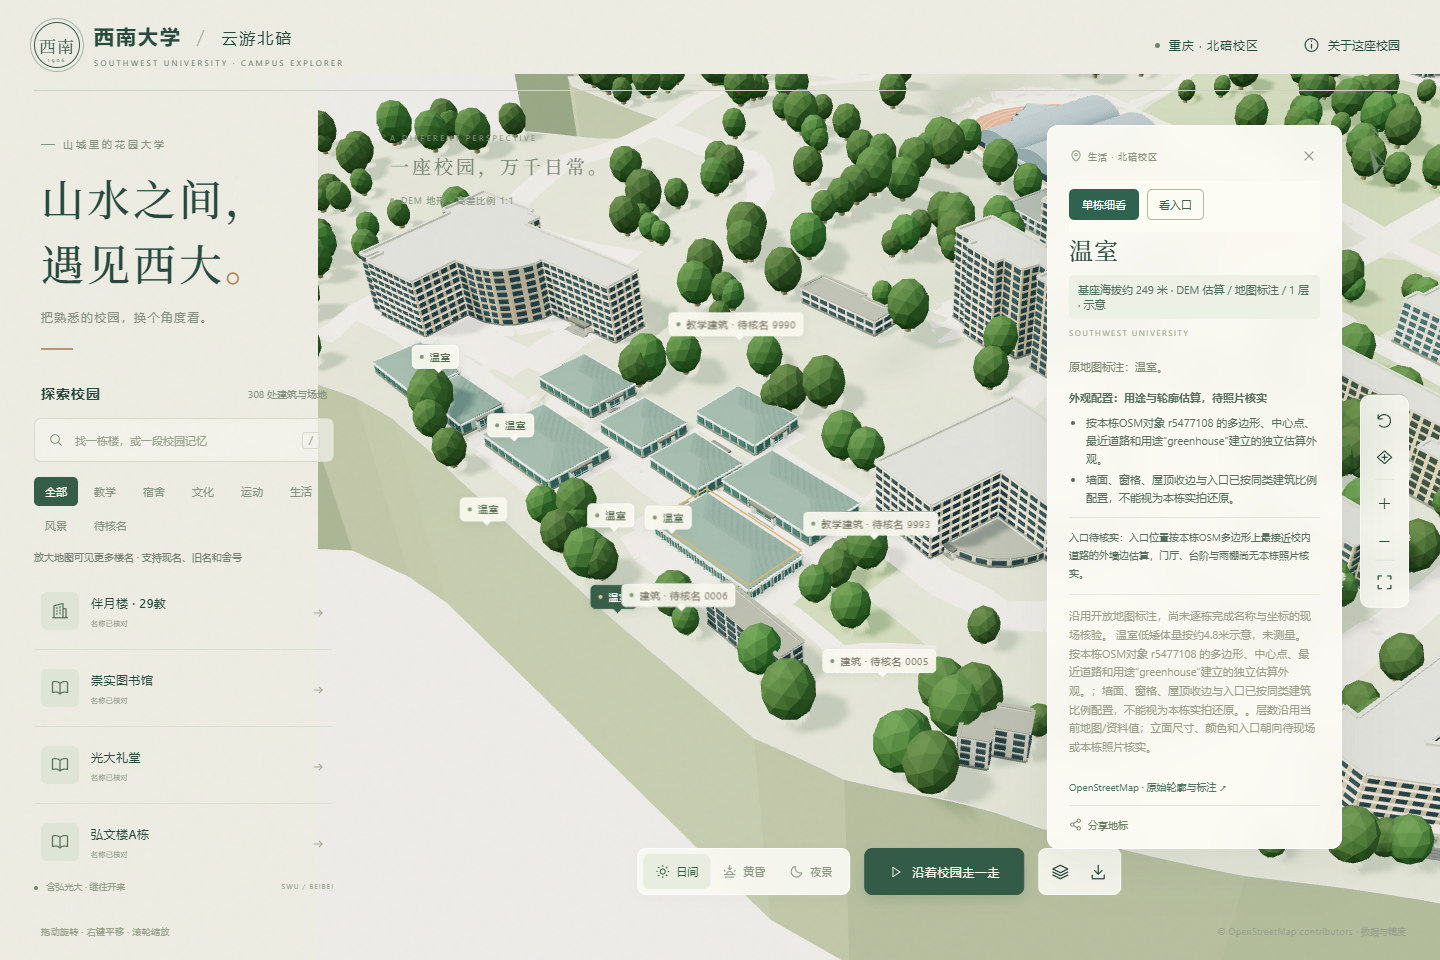 西南
1906
西南大学 / 云游北碚
SOUTHWEST UNIVERSITY · CAMPUS EXPLORER
重庆 · 北碚校区
关于这座校园
山城里的花园大学
山水之间，
遇见西大。
把熟悉的校园，换个角度看。
探索校园
308 处建筑与场地
找一栋楼，或一段校园记忆
/
全部 教学 宿舍 文化 运动 生活
风景 待核名
放大地图可见更多楼名 · 支持现名、旧名和舍号
伴月楼 · 29教
名称已核对
崇实图书馆
名称已核对
光大礼堂
名称已核对
弘文楼A栋
名称已核对
含弘光大 · 继往开来
SWU / BEIBEI
拖动旋转 · 右键平移 · 滚轮缩放
A DIFFERENT PERSPECTIVE
一座校园，万千日常。
DEM 地形 · 高差比例 1:1
教学建筑 · 待核名 9990
温室
温室
温室
温室
温室
教学建筑 · 待核名 9993
温
建筑 · 待核名 0006
建筑 · 待核名 0005
日间 黄昏 夜景
沿着校园走一走
生活 · 北碚校区
单栋细看
看入口
温室
基座海拔约 249 米 · DEM 估算 / 地图标注 / 1 层
· 示意
SOUTHWEST UNIVERSITY
原地图标注：温室。
外观配置：用途与轮廓估算，待照片核实
按本栋OSM对象 r5477108 的多边形、中心点、
最近道路和用途“greenhouse”建立的独立估算外
观。
墙面、窗格、屋顶收边与入口已按同类建筑比例
配置，不能视为本栋实拍还原。
入口待核实：入口位置按本栋OSM多边形上最接近校内
道路的外墙边估算，门厅、台阶与雨棚尚无本栋照片核
实。
沿用开放地图标注，尚未逐栋完成名称与坐标的现
场核验。 温室低矮体量按约4.8米示意，未测量。
按本栋OSM对象 r5477108 的多边形、中心点、最
近道路和用途“greenhouse”建立的独立估算外
观。；墙面、窗格、屋顶收边与入口已按同类建筑
比例配置，不能视为本栋实拍还原。。层数沿用当
前地图/资料值；立面尺寸、颜色和入口朝向待现场
或本栋照片核实。
OpenStreetMap · 原始轮廓与标注 ↗
分享地标
© OpenStreetMap contributors · 数据与精度